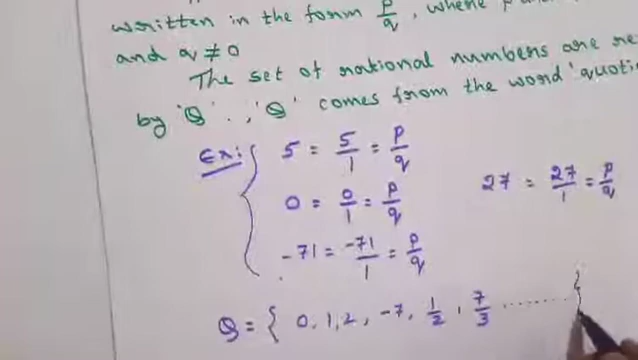 written in the form p/q, where p
and q ≠ 0
The set of rational numbers are
by 'Q'. 'Q' comes from the word
Ex: { 5 = 5/1 = p/q
0 = 0/1 = p/q
27 = 27/1 = p/q
-71 = -71/1 = p/q
Q = { 0, 1, 2, -7, 1/2, 7/3 ........ }